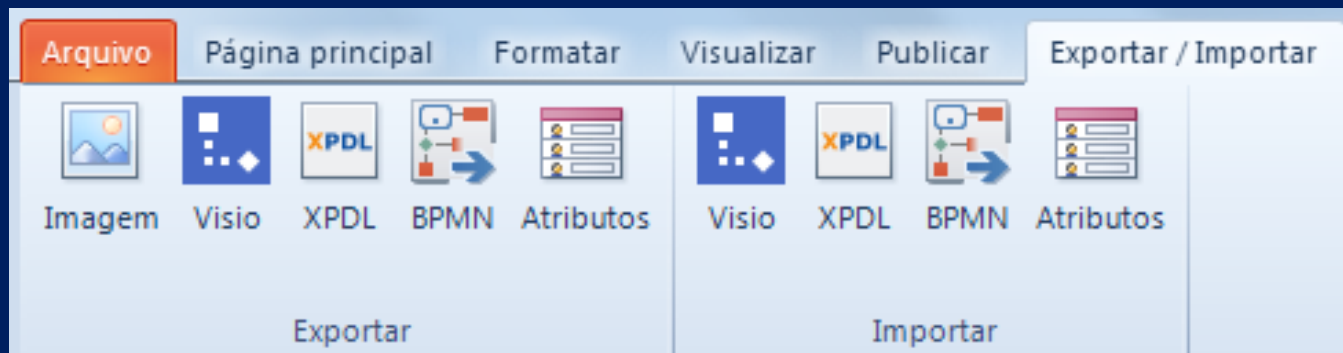 Arquivo Página principal Formatar Visualizar Publicar Exportar / Importar
XPDL XPDL
Imagem Visio XPDL BPMN Atributos Visio XPDL BPMN Atributos
Exportar Importar